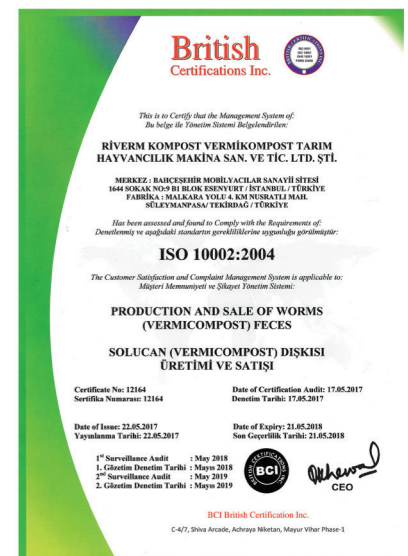 British
Certifications Inc.
This is to Certify that the Management System of:
Bu belge ile Yönetim Sistemi Belgelendirilen:
RİVERM KOMPOST VERMİKOMPOST TARIM
HAYVANCILIK MAKİNA SAN. VE TİC. LTD. ŞTİ.
MERKEZ : BAHÇEŞEHİR MOBİLYACILAR SANAYİİ SİTESİ
1644 SOKAK NO:9 B1 BLOK ESENYURT / İSTANBUL / TÜRKİYE
FABRİKA : MALKARA YOLU 4. KM NUSRATLI MAH.
SÜLEYMANPAŞA/ TEKİRDAĞ / TÜRKİYE
Has been assessed and found to Comply with the Requirements of:
Denetlenmiş ve aşağıdaki standartın gerekliliklerine uygunluğu görülmüştür:
ISO 10002:2004
The Customer Satisfaction and Complaint Management System is applicable to:
Müşteri Memnuniyeti ve Şikayet Yönetim Sistemi:
PRODUCTION AND SALE OF WORMS
(VERMICOMPOST) FECES
SOLUCAN (VERMICOMPOST) DIŞKISI
ÜRETİMİ VE SATIŞI
Certificate No: 12164
Sertifika Numarası: 12164
Date of Certification Audit: 17.05.2017
Denetim Tarihi: 17.05.2017
Date of Issue: 22.05.2017
Yayınlanma Tarihi: 22.05.2017
Date of Expiry: 21.05.2018
Son Geçerlilik Tarihi: 21.05.2018
1st Surveillance Audit : May 2018
1. Gözetim Denetim Tarihi : Mayıs 2018
2nd Surveillance Audit : May 2019
2. Gözetim Denetim Tarihi : Mayıs 2019
BCI
CEO
BCI British Certification Inc.
C-4/7, Shiva Arcade, Achraya Niketan, Mayur Vihar Phase-1